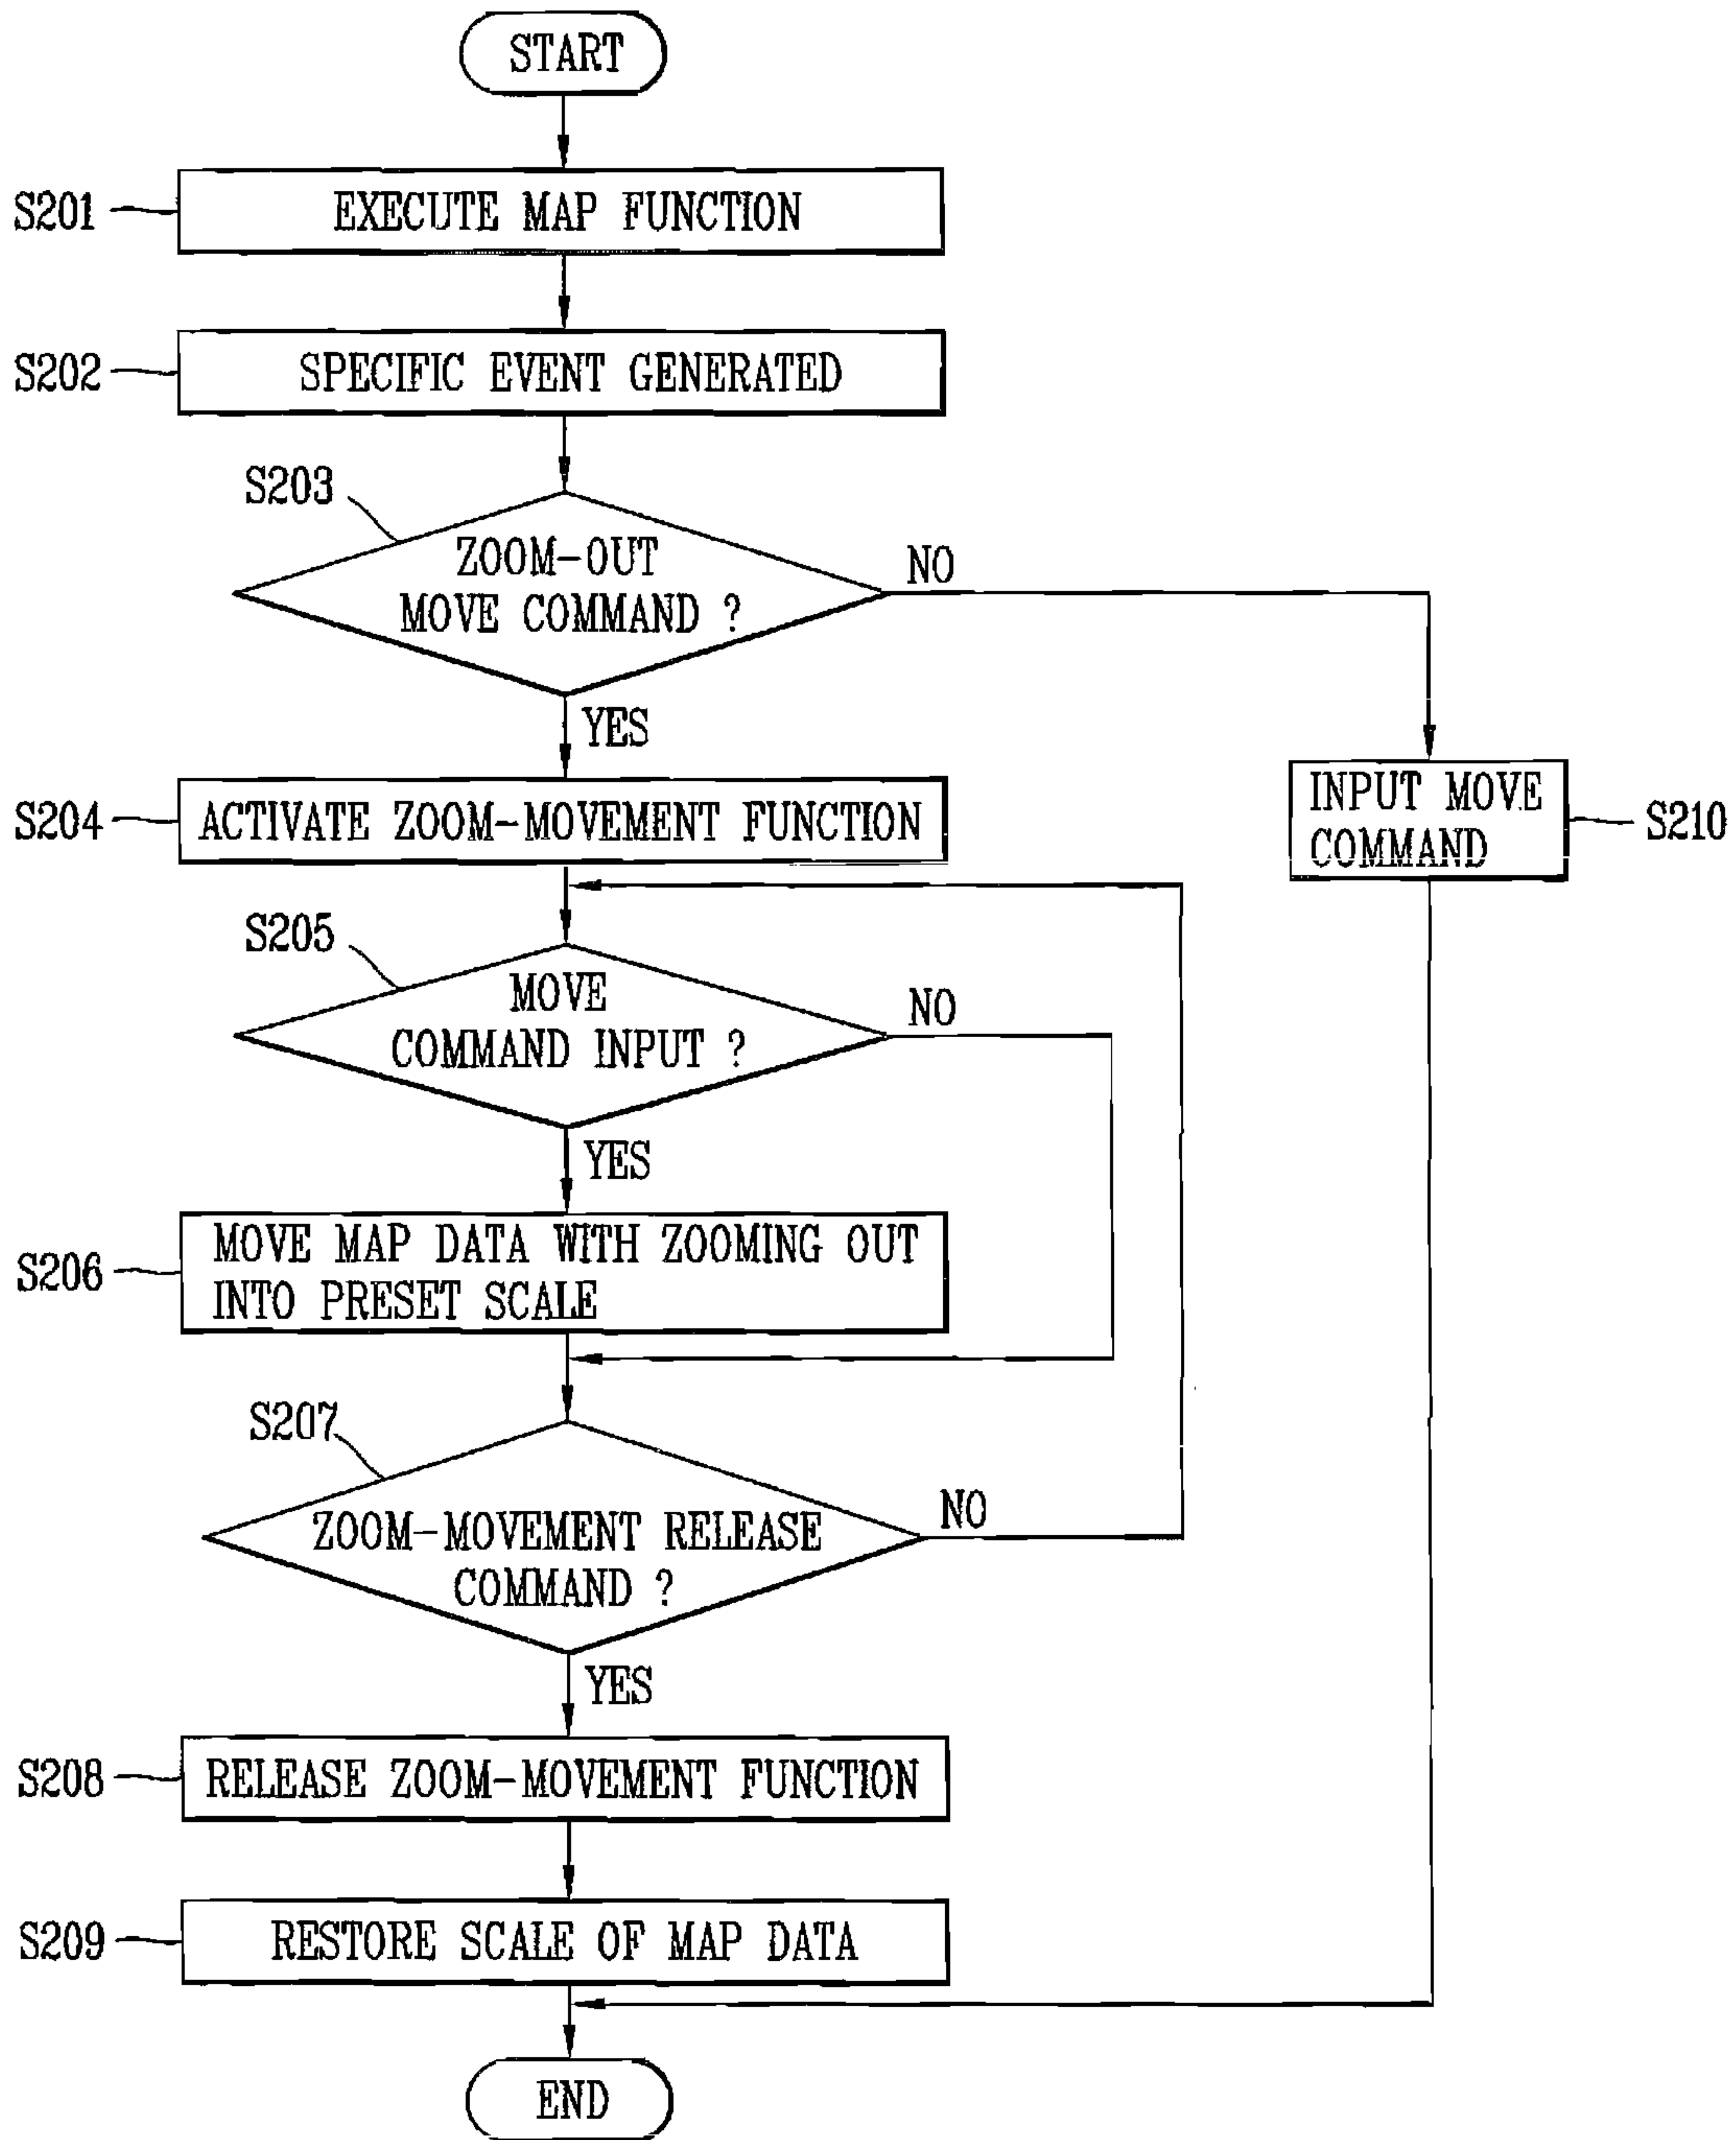 START
S201
EXECUTE MAP FUNCTION
S202
SPECIFIC EVENT GENERATED
S203
ZOOM-OUT
MOVE COMMAND ?
NO
YES
S204
ACTIVATE ZOOM-MOVEMENT FUNCTION
INPUT MOVE
COMMAND
S210
S205
MOVE
COMMAND INPUT ?
NO
YES
S206
MOVE MAP DATA WITH ZOOMING OUT
INTO PRESET SCALE
S207
ZOOM-MOVEMENT RELEASE
COMMAND ?
NO
YES
S208
RELEASE ZOOM-MOVEMENT FUNCTION
S209
RESTORE SCALE OF MAP DATA
END